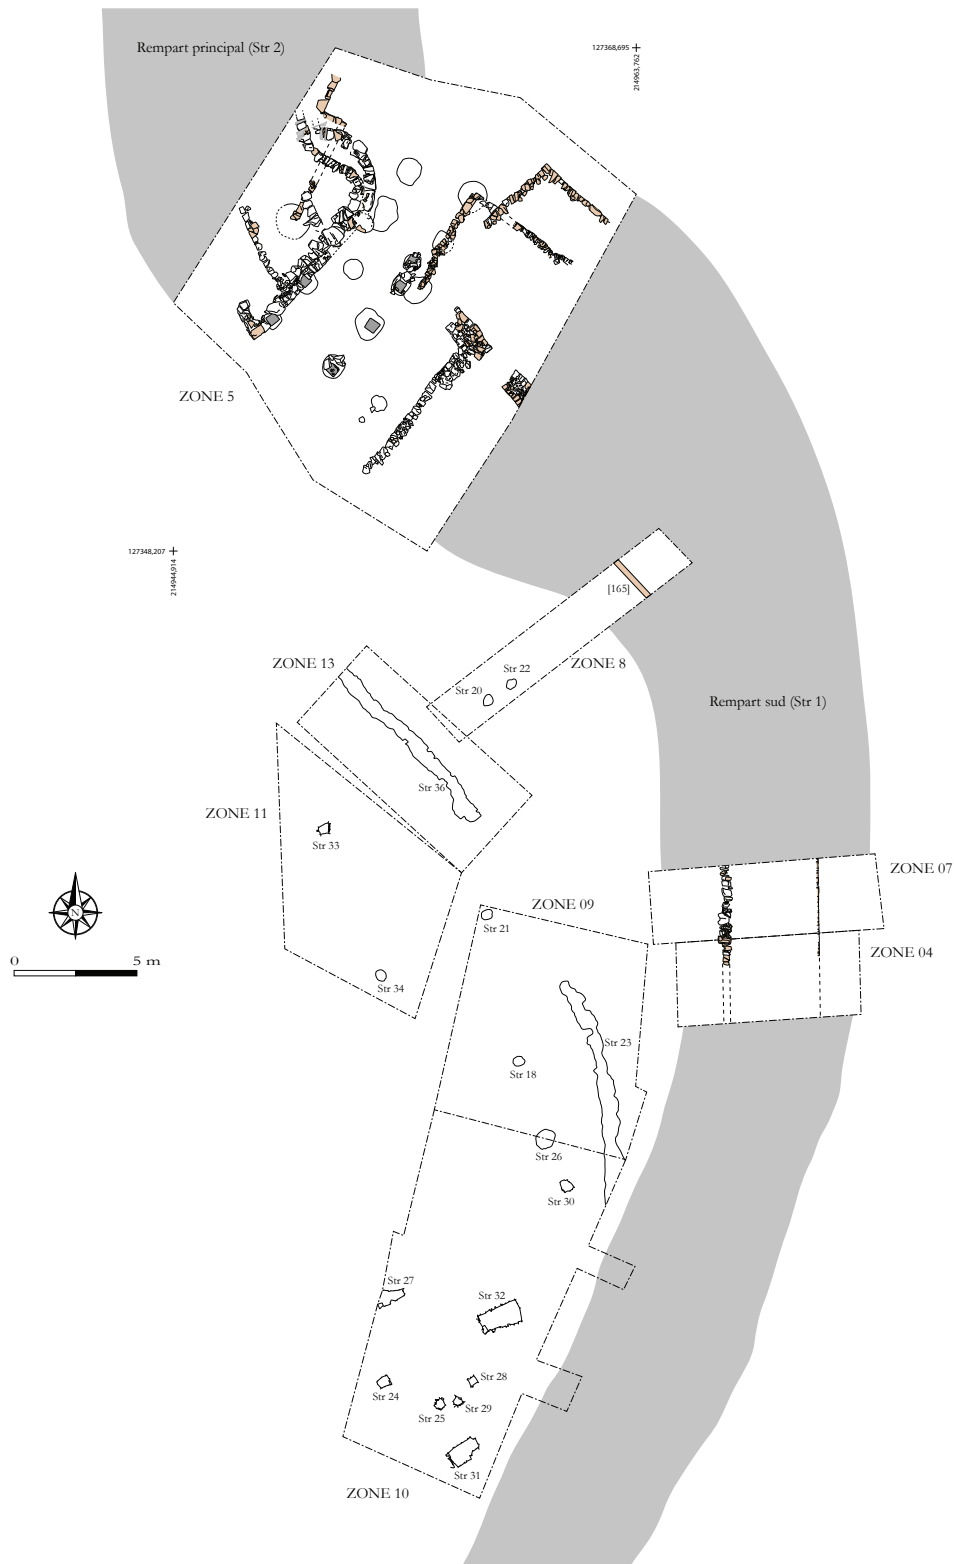 Rempart principal (Str 2)
127368,695
214963,762
ZONE 5
127348,207
214944,914
[165]
ZONE 13
ZONE 8
Str 22
Str 20
Rempart sud (Str 1)
Str 36
ZONE 11
Str 33
ZONE 07
ZONE 09
Str 21
N
ZONE 04
0 5 m
Str 34
Str 23
Str 18
Str 26
Str 30
Str 27
Str 32
Str 28
Str 24
Str 29
Str 25
Str 31
ZONE 10